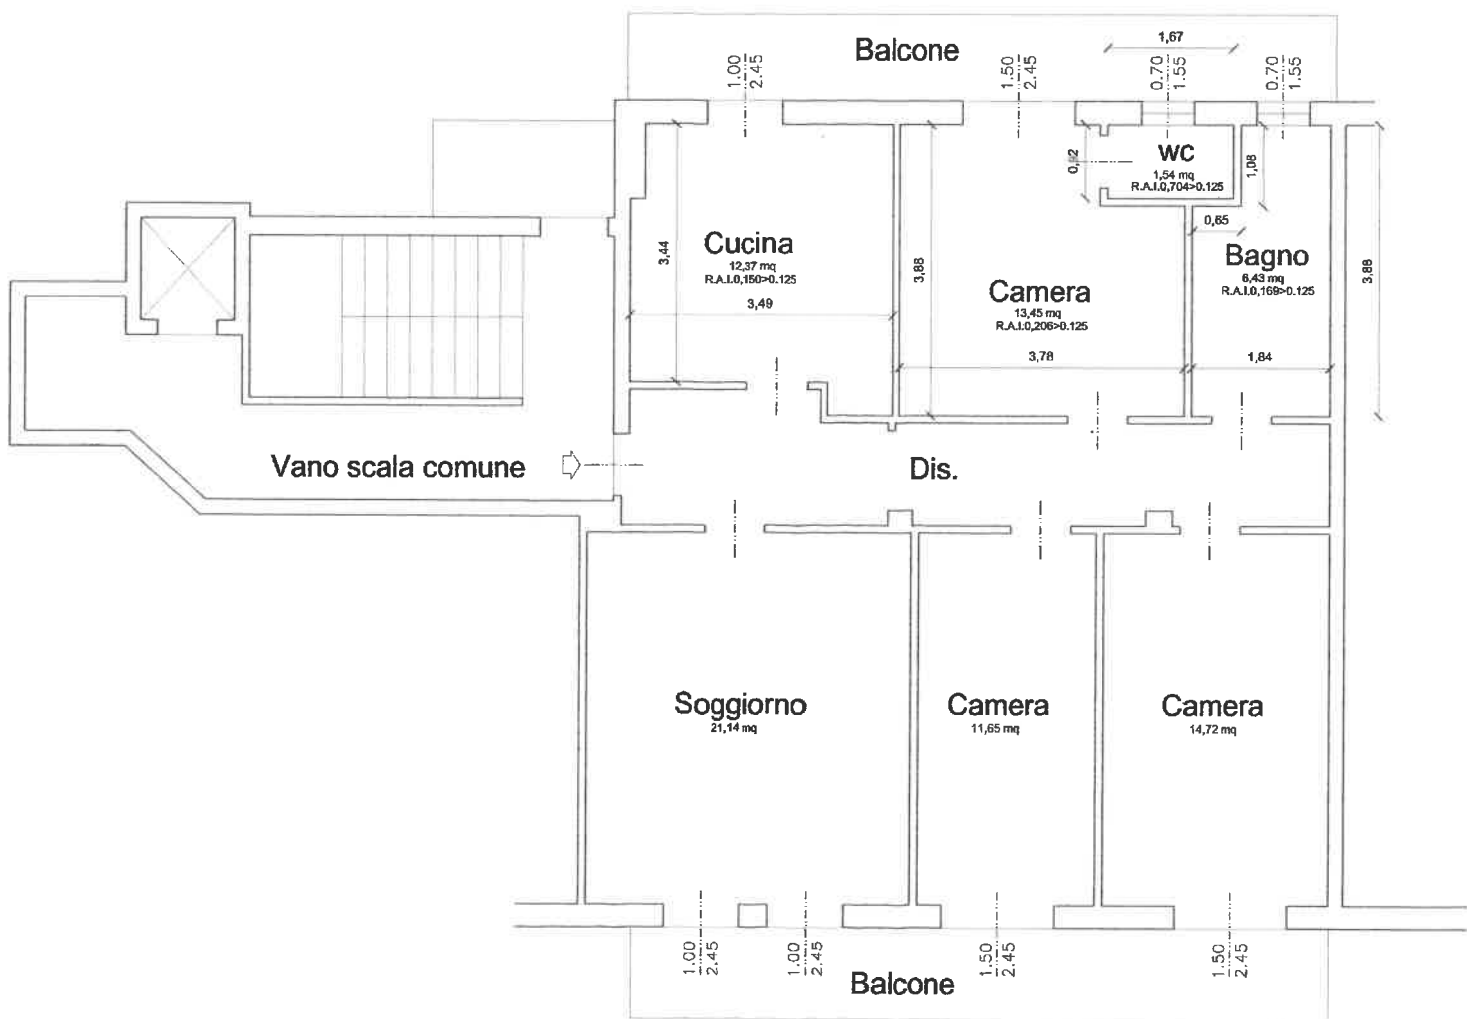 Balcone
1,67
1.00
2.45
1.50
2.45
0.70
1.55
0.70
1.55
0,92
WC
1,54 mq
R.A.I.0,704>0.125
1,08
0,65
3,44
Cucina
12,37 mq
R.A.I.0,150>0.125
3,49
3,88
Camera
13,45 mq
R.A.I.0,206>0.125
3,78
Bagno
6,43 mq
R.A.I.0,169>0.125
1,84
3,88
Vano scala comune
Dis.
Soggiorno
21,14 mq
Camera
11,65 mq
Camera
14,72 mq
1.00
2.45
1.00
2.45
1.50
2.45
1.50
2.45
Balcone